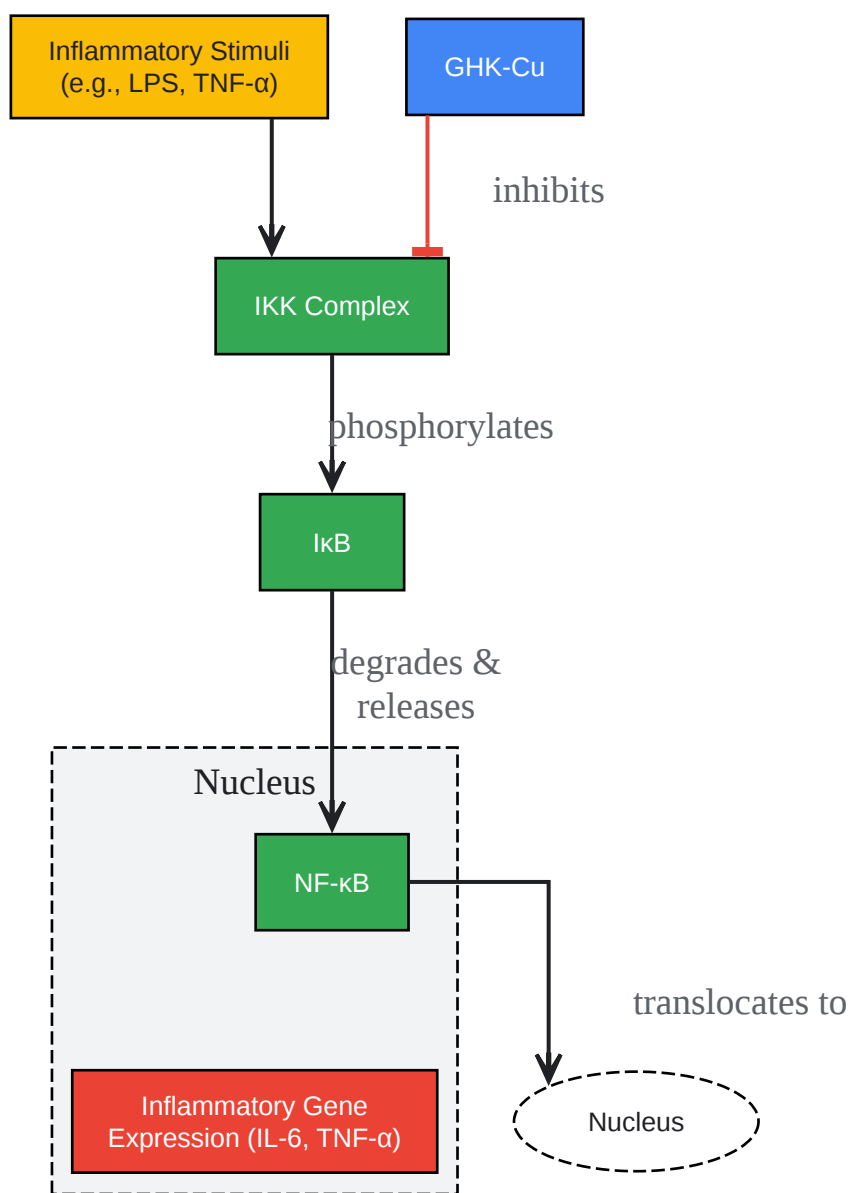 Inflammatory Stimuli
(e.g., LPS, TNF-α)
GHK-Cu
inhibits
IKK Complex
phosphorylates
IκB
degrades &
releases
Nucleus
NF-κB
translocates to
Inflammatory Gene
Expression (IL-6, TNF-α)
Nucleus